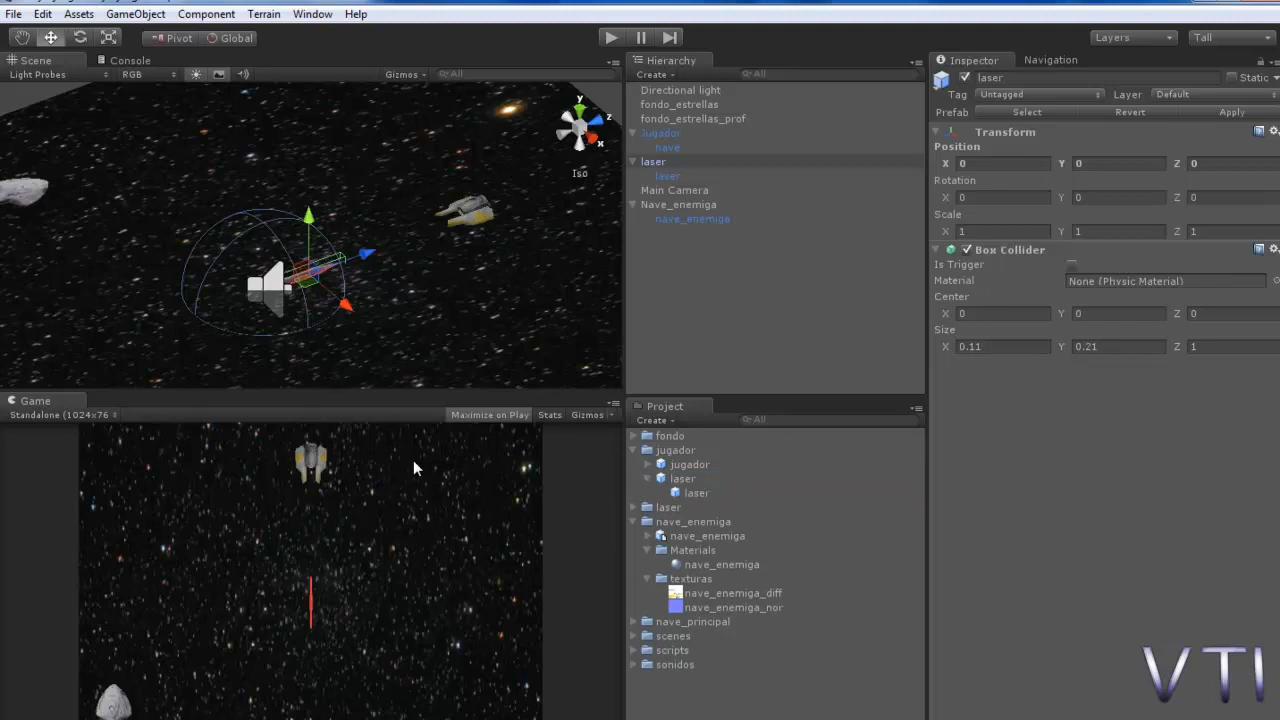 File Edit Assets GameObject Component Terrain Window Help
Pivot Global Layers Tall
Scene Console
Light Probes RGB Gizmos All
y
z
x
Iso
Game
Standalone (1024x76 Maximize on Play Stats Gizmos
Hierarchy
Create All
Directional light
fondo_estrellas
fondo_estrellas_prof
Jugador
nave
laser
laser
Main Camera
Nave_enemiga
nave_enemiga
Project
Create All
fondo
jugador
jugador
laser
laser
laser
nave_enemiga
nave_enemiga
Materials
nave_enemiga
texturas
nave_enemiga_diff
nave_enemiga_nor
nave_principal
scenes
scripts
sonidos
Inspector Navigation
laser Static
Tag Untagged Layer Default
Prefab Select Revert Apply
Transform
Position
X 0 Y 0 Z 0
Rotation
X 0 Y 0 Z 0
Scale
X 1 Y 1 Z 1
Box Collider
Is Trigger
Material None (Physic Material)
Center
X 0 Y 0 Z 0
Size
X 0.11 Y 0.21 Z 1
VTI